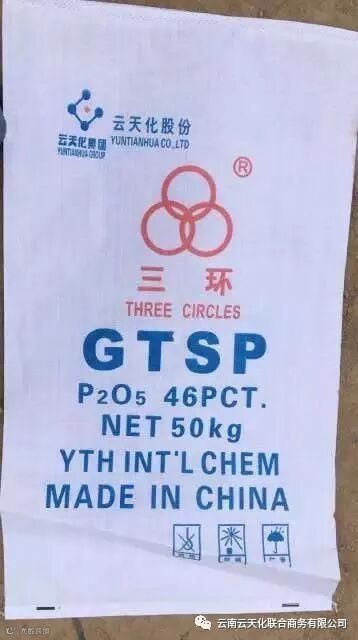 云天化集团
YUNTIANHUA GROUP
云天化股份
YUNTIANHUA CO.,LTD
®
三环
THREE CIRCLES
GTSP
P2O5 46PCT.
NET 50kg
YTH INT'L CHEM
MADE IN CHINA
云南云天化联合商务有限公司